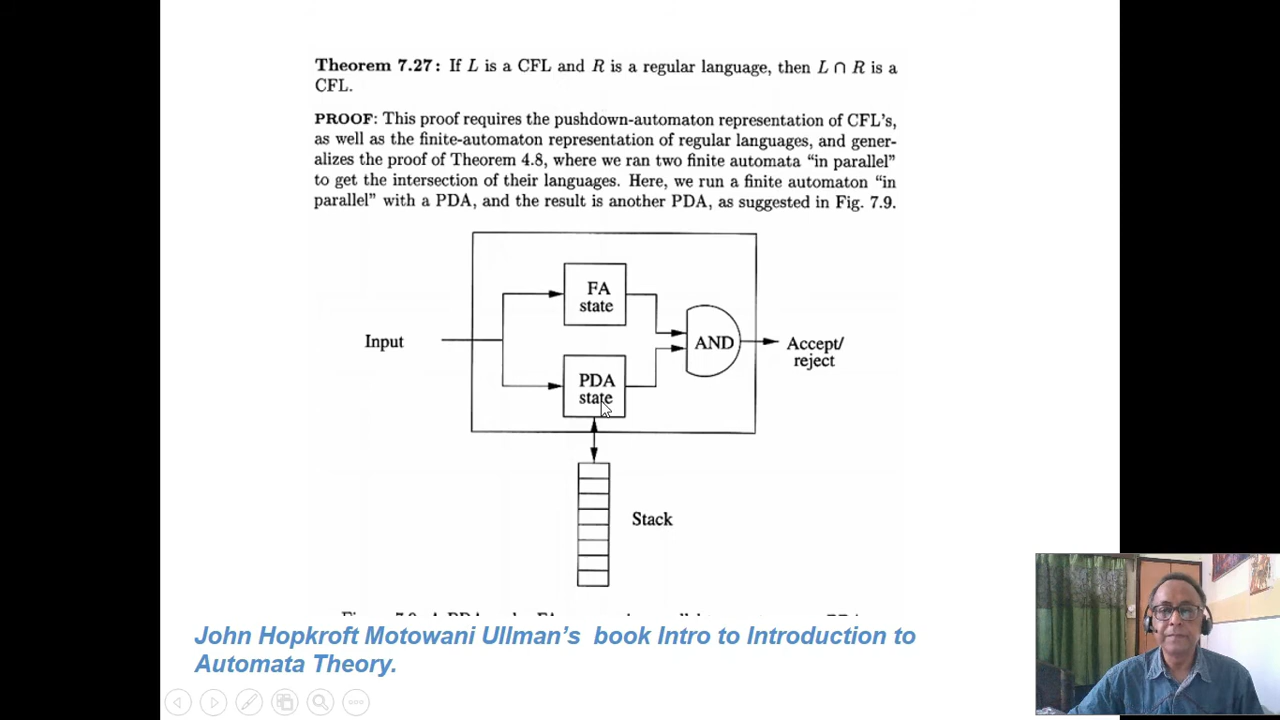 Theorem 7.27: If L is a CFL and R is a regular language, then L ∩ R is a
CFL.
PROOF: This proof requires the pushdown-automaton representation of CFL's,
as well as the finite-automaton representation of regular languages, and gener-
alizes the proof of Theorem 4.8, where we ran two finite automata "in parallel"
to get the intersection of their languages. Here, we run a finite automaton "in
parallel" with a PDA, and the result is another PDA, as suggested in Fig. 7.9.
FA
state
Input
AND
Accept/
reject
PDA
state
Stack
John Hopkroft Motowani Ullman's book Intro to Introduction to
Automata Theory.